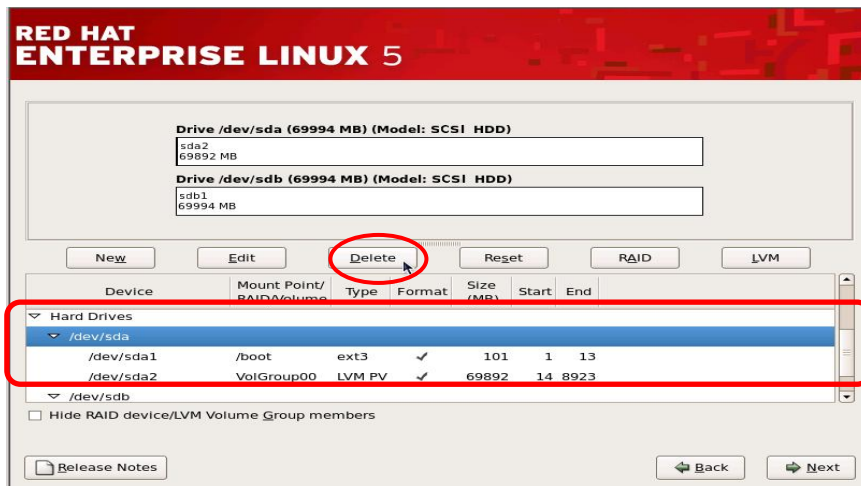 RED HAT
ENTERPRISE LINUX 5
Drive /dev/sda (69994 MB) (Model: SCSI HDD)
sda2
69892 MB
Drive /dev/sdb (69994 MB) (Model: SCSI HDD)
sdb1
69994 MB
New Edit Delete Reset RAID LVM
Device Mount Point/ RAID/Volume Type Format Size (MB) Start End
Hard Drives
/dev/sda
/dev/sda1 /boot ext3 ✓ 101 1 13
/dev/sda2 VolGroup00 LVM PV ✓ 69892 14 8923
/dev/sdb
Hide RAID device/LVM Volume Group members
Release Notes Back Next